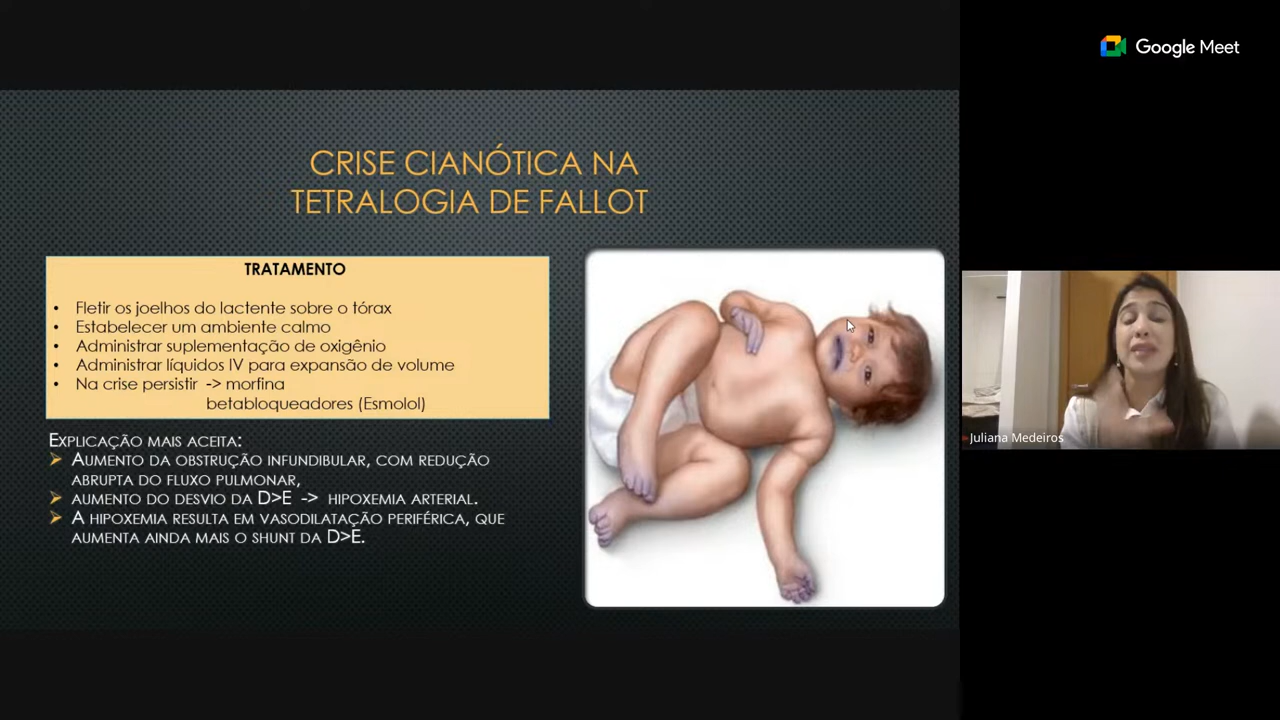 Google Meet
CRISE CIANÓTICA NA
TETRALOGIA DE FALLOT
TRATAMENTO
• Fletir os joelhos do lactente sobre o tórax
• Estabelecer um ambiente calmo
• Administrar suplementação de oxigênio
• Administrar líquidos IV para expansão de volume
• Na crise persistir -> morfina
betabloqueadores (Esmolol)
EXPLICAÇÃO MAIS ACEITA:
AUMENTO DA OBSTRUÇÃO INFUNDIBULAR, COM REDUÇÃO
ABRUPTA DO FLUXO PULMONAR,
AUMENTO DO DESVIO DA D>E -> HIPOXEMIA ARTERIAL.
A HIPOXEMIA RESULTA EM VASODILATAÇÃO PERIFÉRICA, QUE
AUMENTA AINDA MAIS O SHUNT DA D>E.
Juliana Medeiros